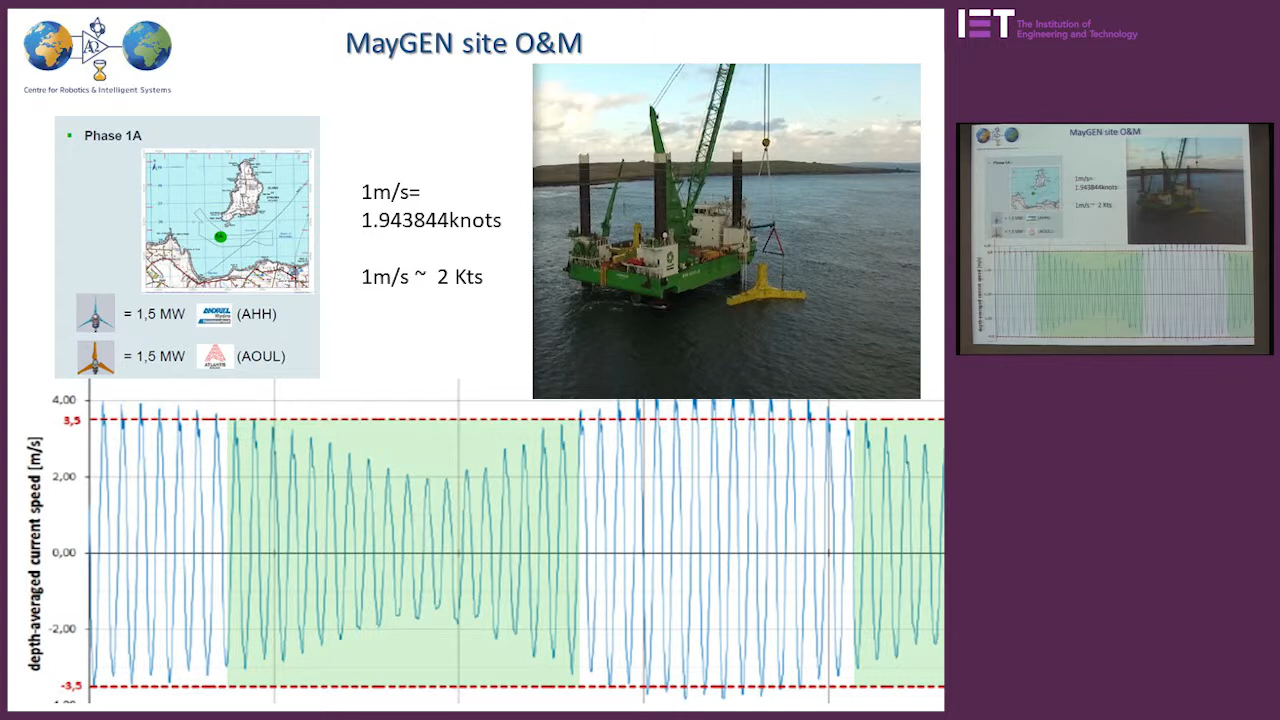 MayGEN site O&M
Centre for Robotics & Intelligent Systems
Phase 1A
= 1,5 MW
(AHH)
= 1,5 MW
ATLANTIS
(AOUL)
1m/s=
1.943844knots
1m/s ~ 2 Kts
depth-averaged current speed [m/s]
4,00
3,5
2,00
0,00
-2,00
-3,5
IET
The Institution of
Engineering and Technology
MayGEN site O&M
Phase 1A
1m/s=
1.943844knots
1m/s ~ 2 Kts